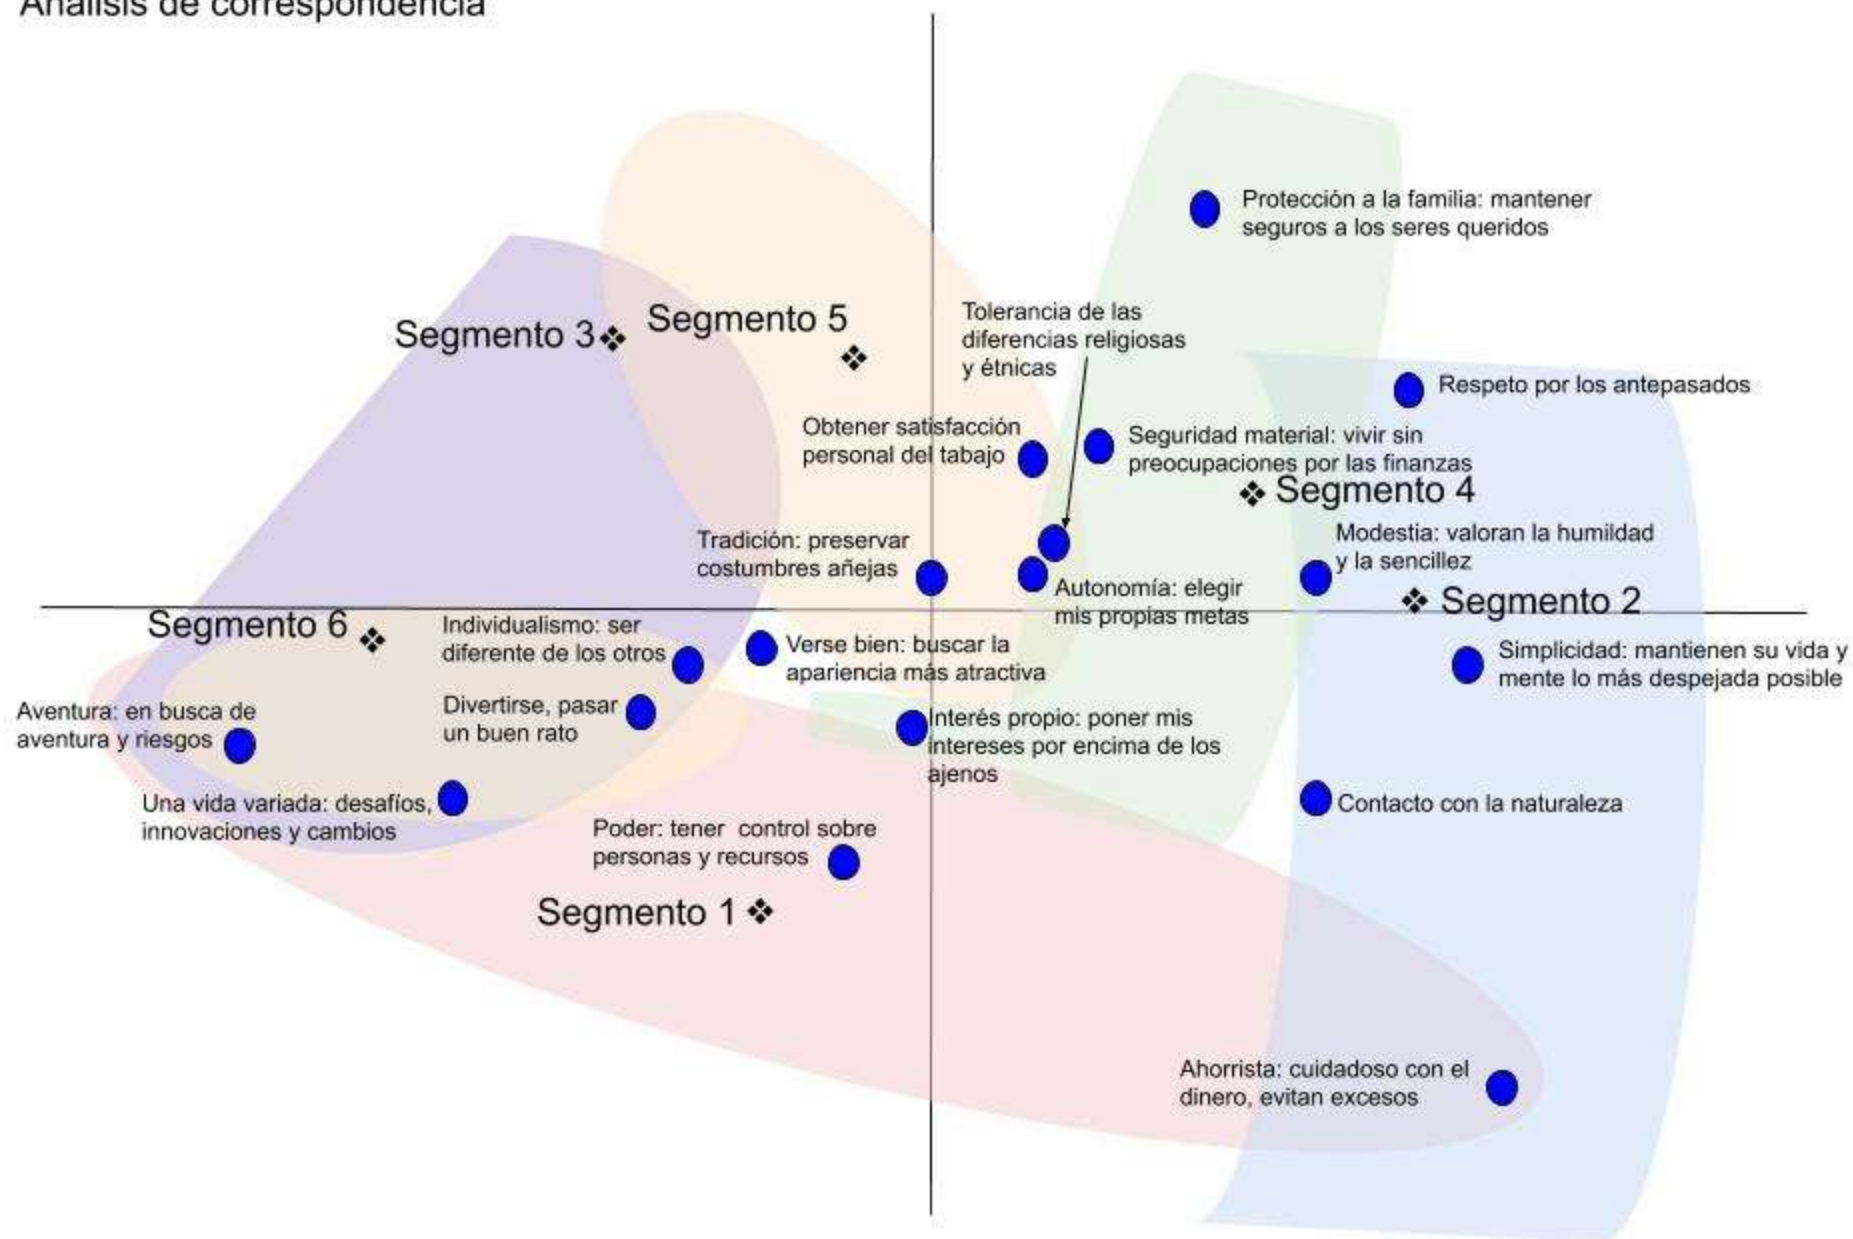 Análisis de correspondencia
Protección a la familia: mantener
seguros a los seres queridos
Segmento 3
Segmento 5
Tolerancia de las
diferencias religiosas
y étnicas
Respeto por los antepasados
Obtener satisfacción
personal del tabajo
Seguridad material: vivir sin
preocupaciones por las finanzas
Segmento 4
Tradición: preservar
costumbres añejas
Modestia: valoran la humildad
y la sencillez
Autonomía: elegir
mis propias metas
Segmento 2
Segmento 6
Individualismo: ser
diferente de los otros
Verse bien: buscar la
apariencia más atractiva
Simplicidad: mantienen su vida y
mente lo más despejada posible
Aventura: en busca de
aventura y riesgos
Divertirse, pasar
un buen rato
Interés propio: poner mis
intereses por encima de los
ajenos
Una vida variada: desafíos,
innovaciones y cambios
Contacto con la naturaleza
Poder: tener control sobre
personas y recursos
Segmento 1
Ahorrista: cuidadoso con el
dinero, evitan excesos